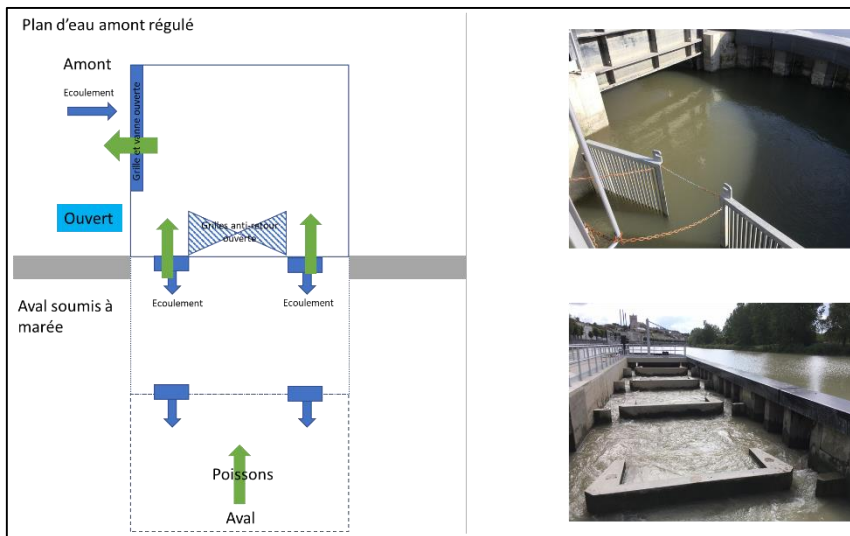 Plan d'eau amont régulé
Amont
Ecoulement
Grille et vanne ouverte
Ouvert
Grilles anti-retour
ouverte
Ecoulement
Ecoulement
Aval soumis à
marée
Poissons
Aval